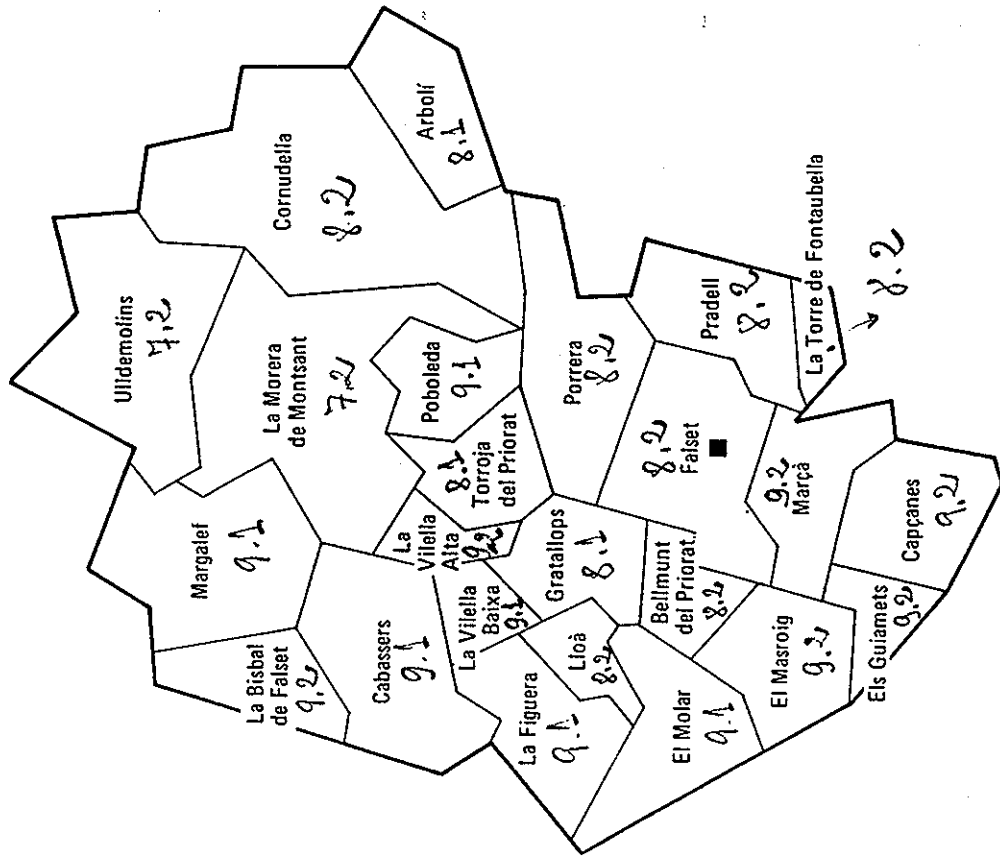 Ulldemolins
7.2
Cornudella
8.2
Arbolí
8.1
Margalef
9.1
La Morera
de Montsant
7.2
La Bisbal
de Falset
9.2
Cabassers
9.1
Poboleda
9.1
8.1
Torroja
del Priorat
La
Vilella
Alta
9.2
La Vilella
Baixa
9.1
Gratallops
8.1
Porrera
8.2
La Figuera
9.1
Lloà
8.2
Bellmunt
del Priorat
8.2
8.2
Falset
Pradell
8.2
La Torre de Fontaubella
8.2
El Molar
9.1
El Masroig
9.2
9.2
Marçà
Capçanes
9.2
Els Guiamets
9.2